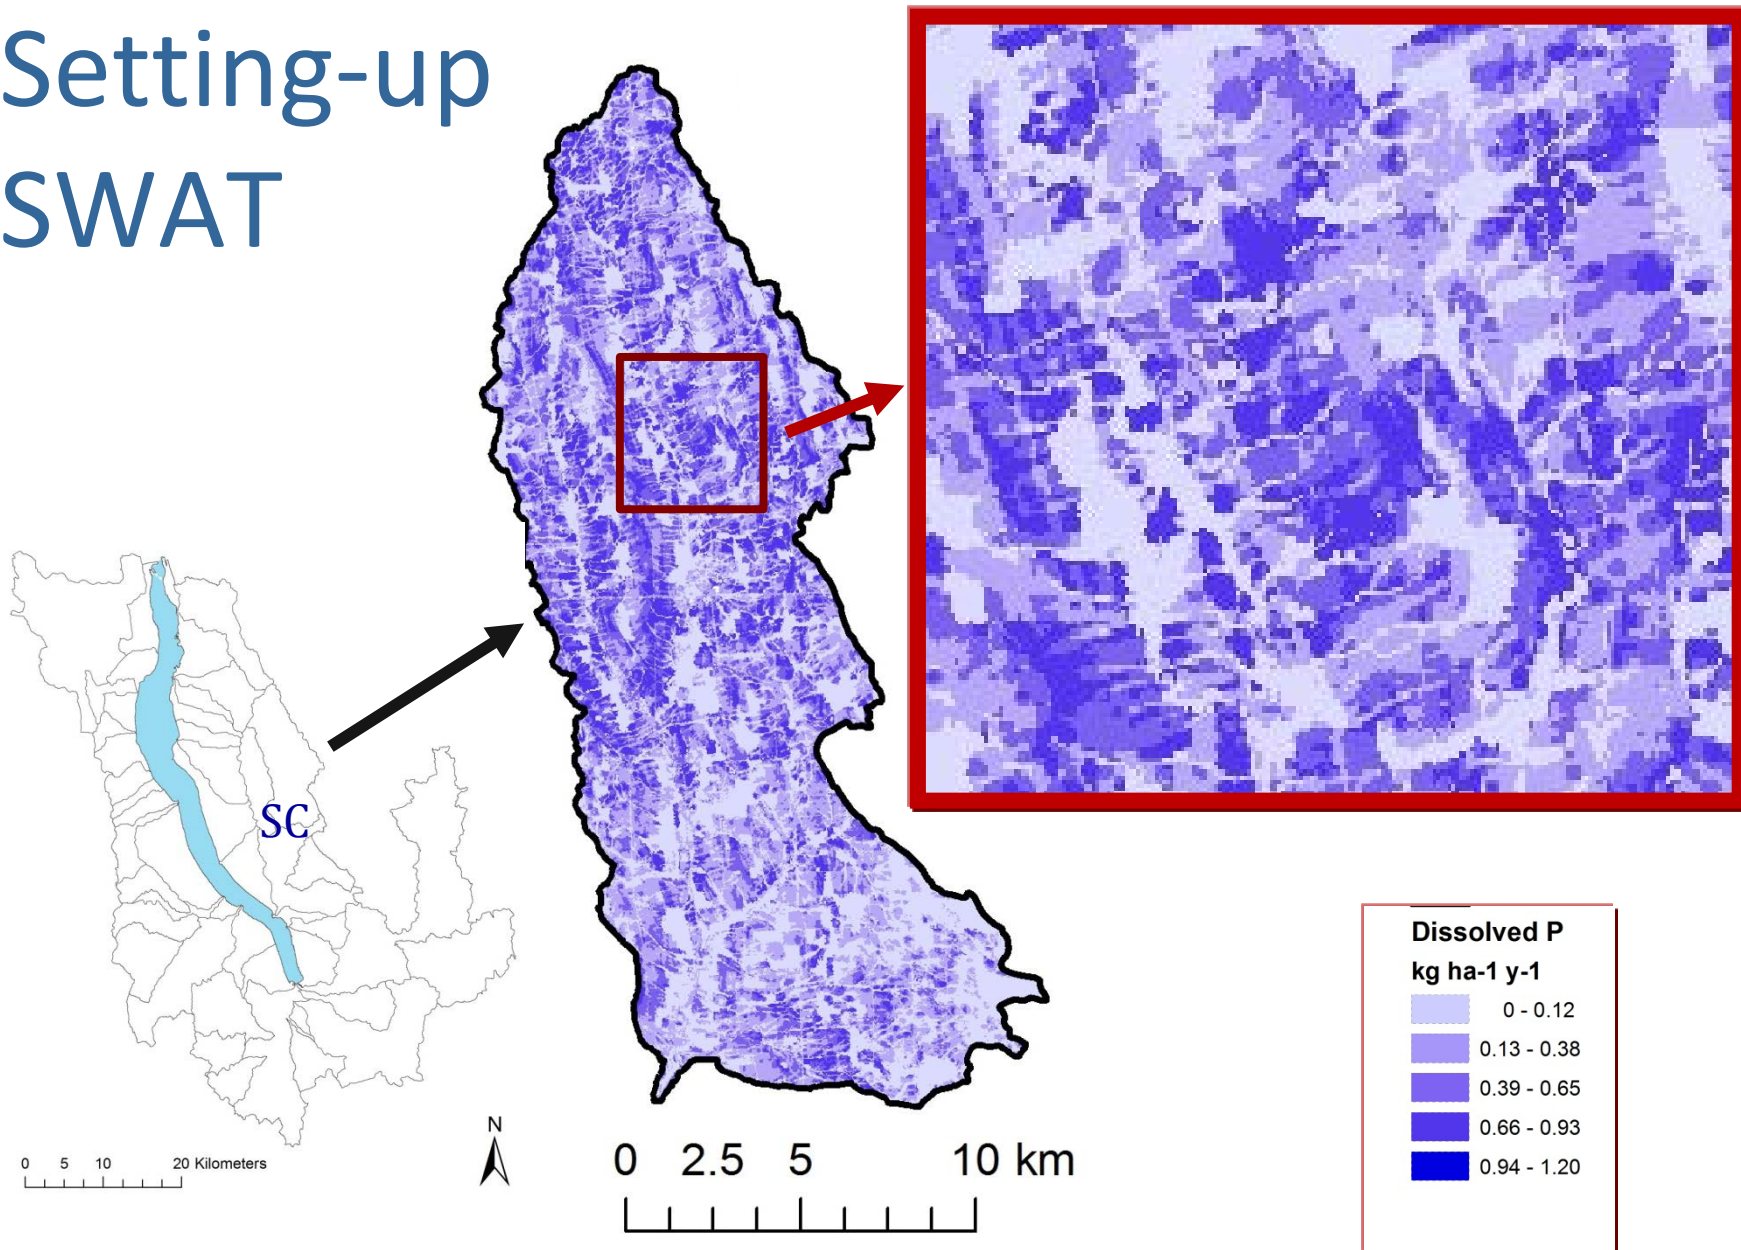 Setting-up
SWAT
SC
0 5 10 20 Kilometers
N
0 2.5 5 10 km
Dissolved P
kg ha-1 y-1
0 - 0.12
0.13 - 0.38
0.39 - 0.65
0.66 - 0.93
0.94 - 1.20